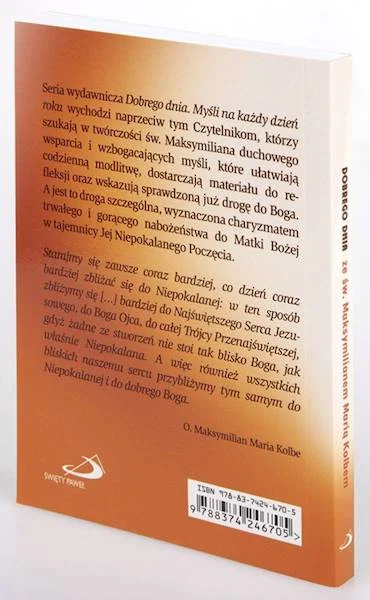 Seria wydawnicza Dobrego dnia. Myśli na każdy dzień
roku wychodzi naprzeciw tym Czytelnikom, którzy
szukają w twórczości św. Maksymiliana duchowego
wsparcia i wzbogacających myśli, które ułatwiają
codzienną modlitwę, dostarczają materiału do re-
fleksji oraz wskazują sprawdzoną już drogę do Boga.
A jest to droga szczególna, wyznaczona charyzmatem
trwałego i gorącego nabożeństwa do Matki Bożej
w tajemnicy Jej Niepokalanego Poczęcia.
Starajmy się zawsze coraz bardziej, co dzień coraz
bardziej zbliżać się do Niepokalanej; w ten sposób
zbliżymy się [...] bardziej do Najświętszego Serca Jezu-
sowego, do Boga Ojca, do całej Trójcy Przenajświętszej,
gdyż żadne ze stworzeń nie stoi tak blisko Boga, jak
właśnie Niepokalana. A więc również wszystkich
bliskich naszemu sercu przybliżymy tym samym do
Niepokalanej i do dobrego Boga.
O. Maksymilian Maria Kolbe
ŚWIĘTY PAWEŁ
ISBN 978-83-7424-670-5
9788374246705
DOBREGO DNIA ze św. Maksymilianem Marią Kolbem